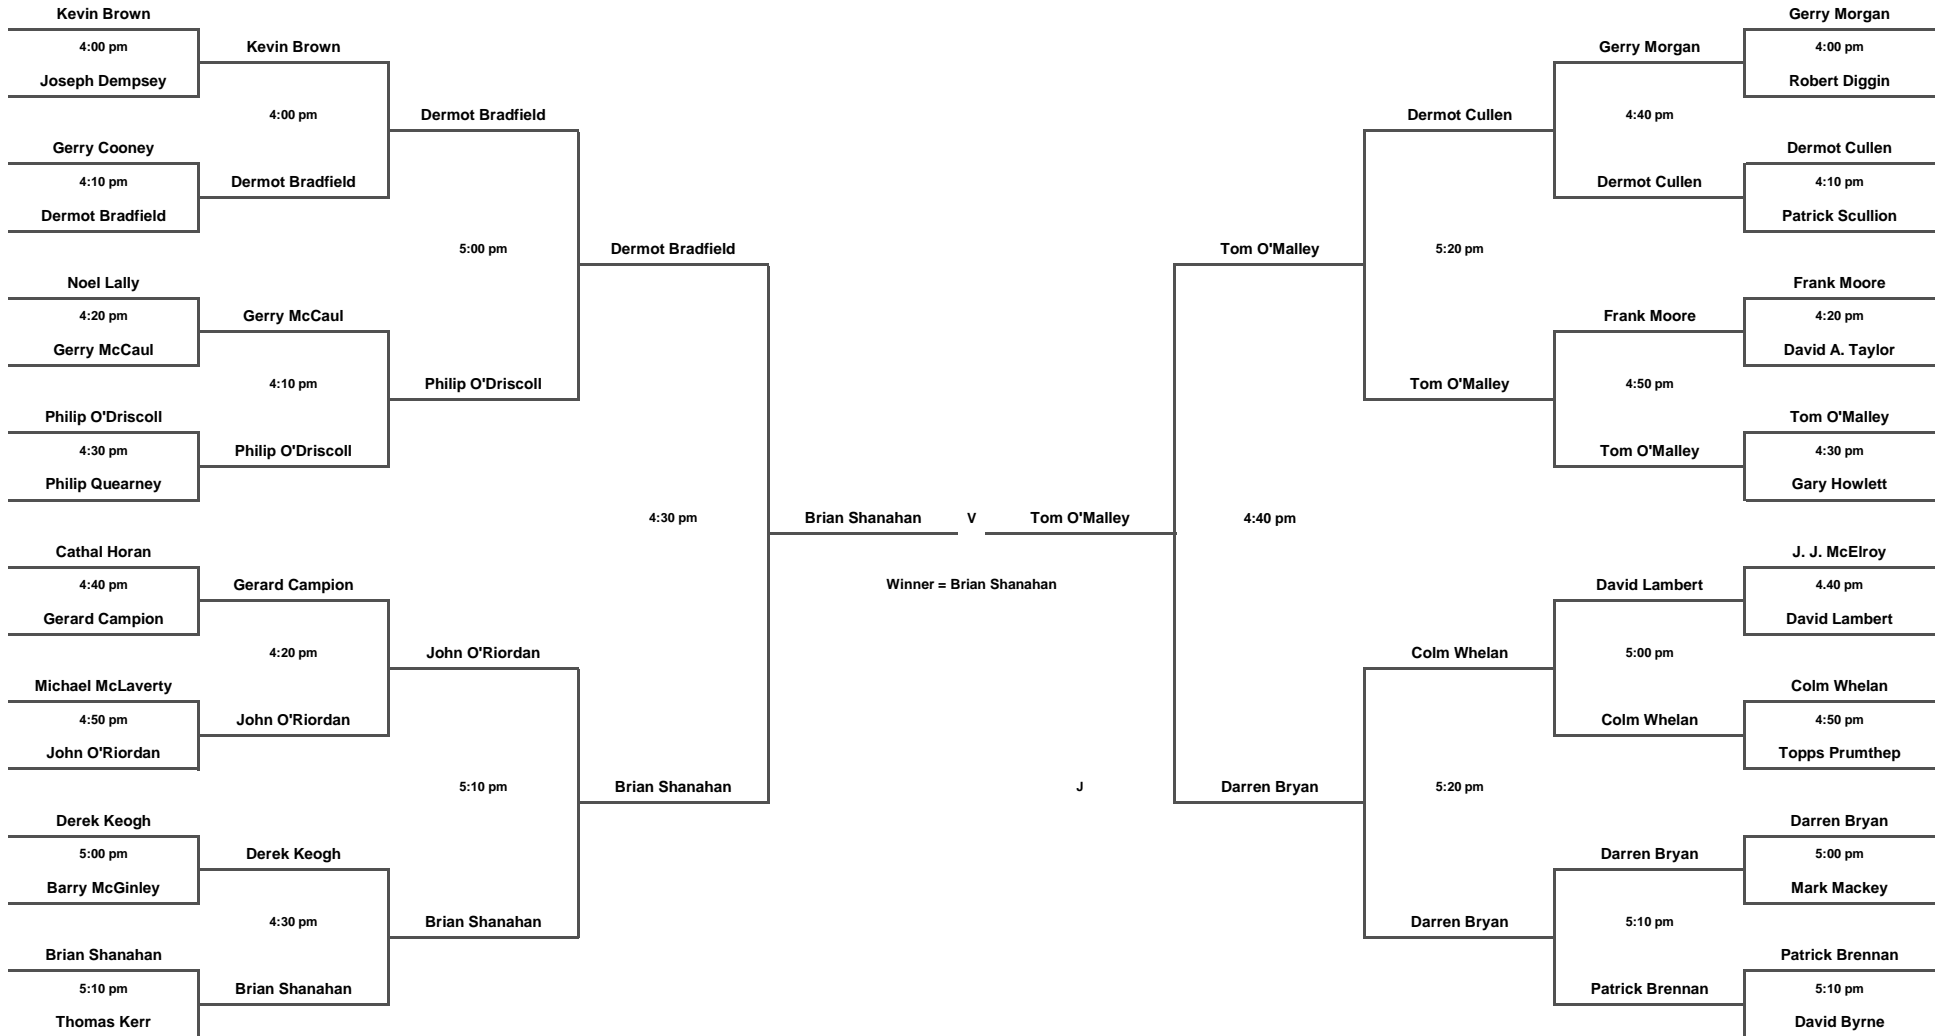 Kevin Brown
4:00 pm
Joseph Dempsey
Gerry Cooney
4:10 pm
Dermot Bradfield
Noel Lally
4:20 pm
Gerry McCaul
Philip O'Driscoll
4:30 pm
Philip Quearney
Cathal Horan
4:40 pm
Gerard Campion
Michael McLaverty
4:50 pm
John O'Riordan
Derek Keogh
5:00 pm
Barry McGinley
Brian Shanahan
5:10 pm
Thomas Kerr
Kevin Brown
4:00 pm
Dermot Bradfield
Gerry McCaul
4:10 pm
Philip O'Driscoll
Gerard Campion
4:20 pm
John O'Riordan
Derek Keogh
4:30 pm
Brian Shanahan
Dermot Bradfield
5:00 pm
Philip O'Driscoll
John O'Riordan
5:10 pm
Brian Shanahan
Dermot Bradfield
4:30 pm
Brian Shanahan
Brian Shanahan V Tom O'Malley
Winner = Brian Shanahan
J
Tom O'Malley
4:40 pm
Darren Bryan
Dermot Cullen
5:20 pm
Tom O'Malley
Colm Whelan
5:20 pm
Darren Bryan
Gerry Morgan
4:40 pm
Dermot Cullen
Frank Moore
4:50 pm
Tom O'Malley
David Lambert
5:00 pm
Colm Whelan
Darren Bryan
5:10 pm
Patrick Brennan
Gerry Morgan
4:00 pm
Robert Diggin
Dermot Cullen
4:10 pm
Patrick Scullion
Frank Moore
4:20 pm
David A. Taylor
Tom O'Malley
4:30 pm
Gary Howlett
J. J. McElroy
4.40 pm
David Lambert
Colm Whelan
4:50 pm
Topps Prumthep
Darren Bryan
5:00 pm
Mark Mackey
Patrick Brennan
5:10 pm
David Byrne